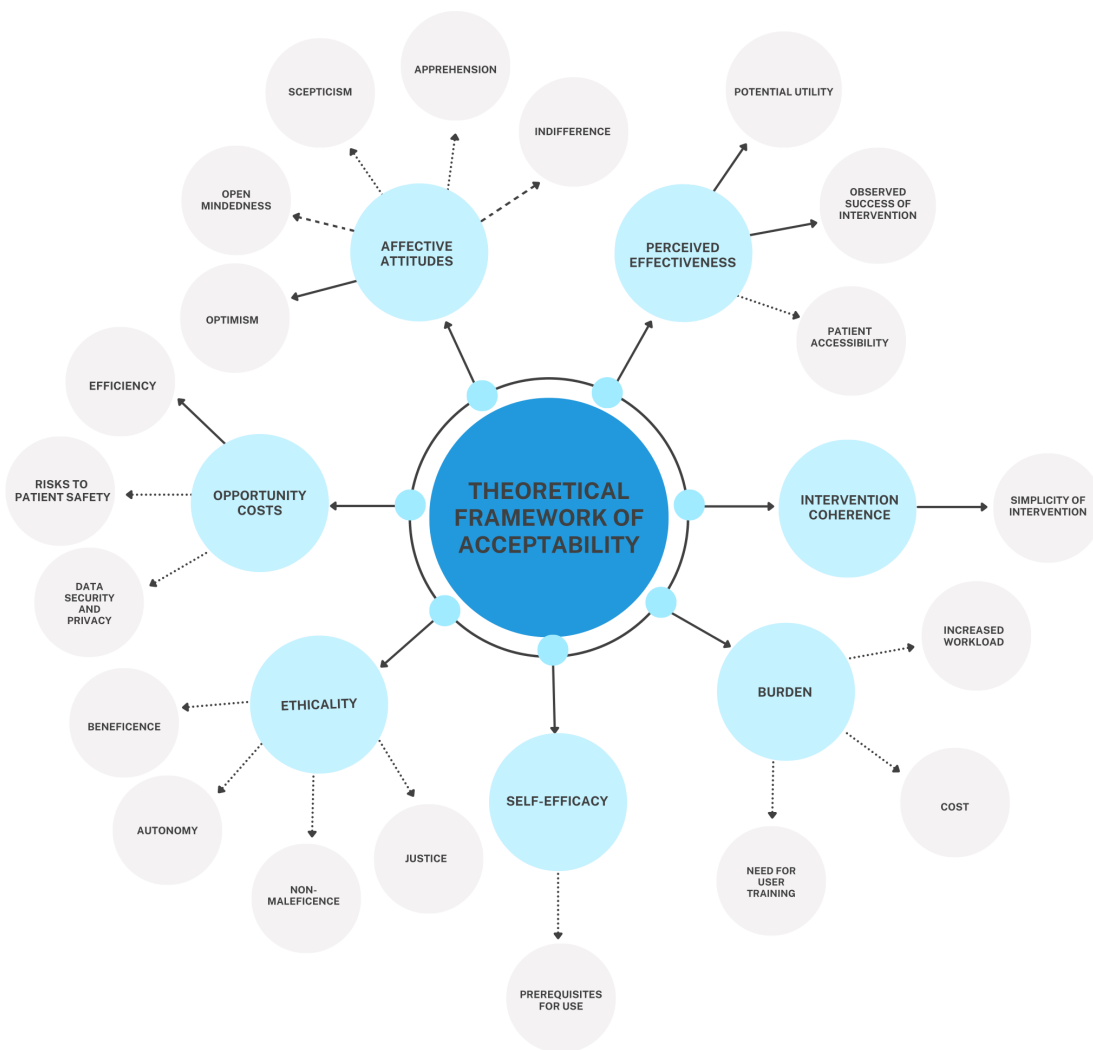 THEORETICAL
FRAMEWORK OF
ACCEPTABILITY
AFFECTIVE
ATTITUDES
OPTIMISM
OPEN
MINDEDNESS
SCEPTICISM
APPREHENSION
INDIFFERENCE
PERCEIVED
EFFECTIVENESS
POTENTIAL UTILITY
OBSERVED
SUCCESS OF
INTERVENTION
PATIENT
ACCESSIBILITY
INTERVENTION
COHERENCE
SIMPLICITY OF
INTERVENTION
BURDEN
INCREASED
WORKLOAD
COST
NEED FOR
USER
TRAINING
SELF-EFFICACY
PREREQUISITES
FOR USE
ETHICALITY
JUSTICE
NON-
MALEFICENCE
AUTONOMY
BENEFICENCE
OPPORTUNITY
COSTS
DATA
SECURITY
AND
PRIVACY
RISKS TO
PATIENT SAFETY
EFFICIENCY